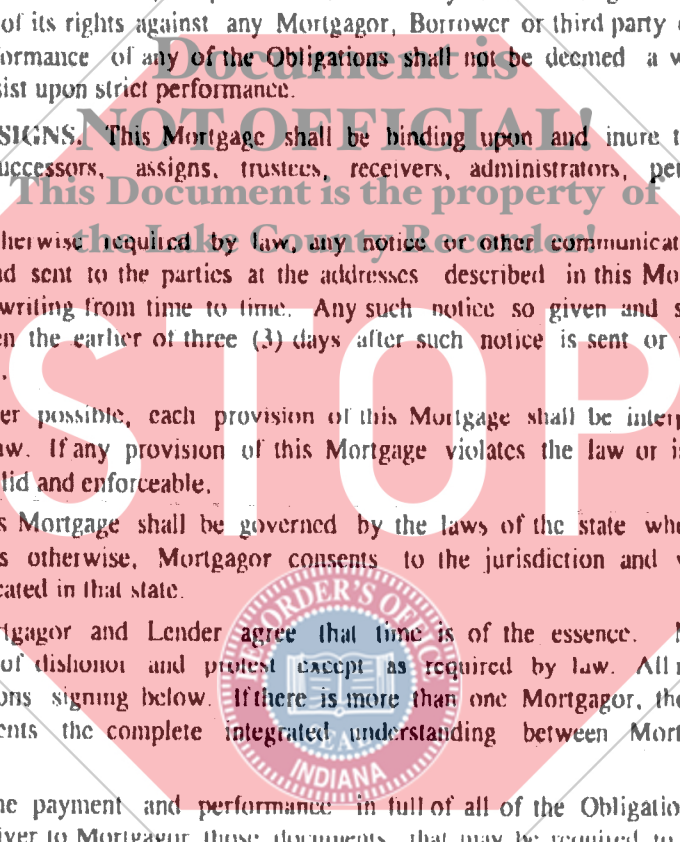 of its rights against any Mortgagor, Borrower or third party
formance of any of the Obligations shall not be deemed a w
sist upon strict performance.
Document is
NOT OFFICIAL!
This Document is the property of
the Lake County Recorder!
SIGNS. This Mortgage shall be binding upon and inure t
uccessors, assigns, trustees, receivers, administrators, per
herwise required by law, any notice or other communicat
nd sent to the parties at the addresses described in this Mo
writing from time to time. Any such notice so given and s
en the earlier of three (3) days after such notice is sent or
STOP
er possible, each provision of this Mortgage shall be interp
aw. If any provision of this Mortgage violates the law or i
lid and enforceable.
s Mortgage shall be governed by the laws of the state whe
s otherwise, Mortgagor consents to the jurisdiction and v
cated in that state.
RECORDER'S OFFICE
SEAL
INDIANA
rtgagor and Lender agree that time is of the essence. M
of dishonor and protest except as required by law. All
ons signing below. If there is more than one Mortgagor, the
ents the complete integrated understanding between Mort
he payment and performance in full of all of the Obligatio
iver to Mortgagor those documents that may be required to